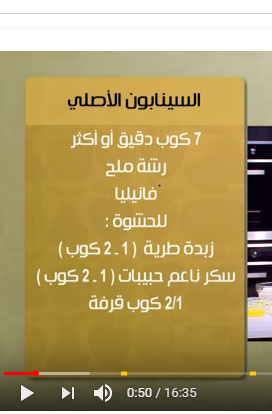 السينابون الأصلي
7 كوب دقيق أو أكثر
رشة ملح
فانيليا
للحشوة :
زبدة طرية ( 1 - 2 كوب )
سكر ناعم حبيبات ( 1 - 2 كوب )
2/1 كوب قرفة
0:50 / 16:35